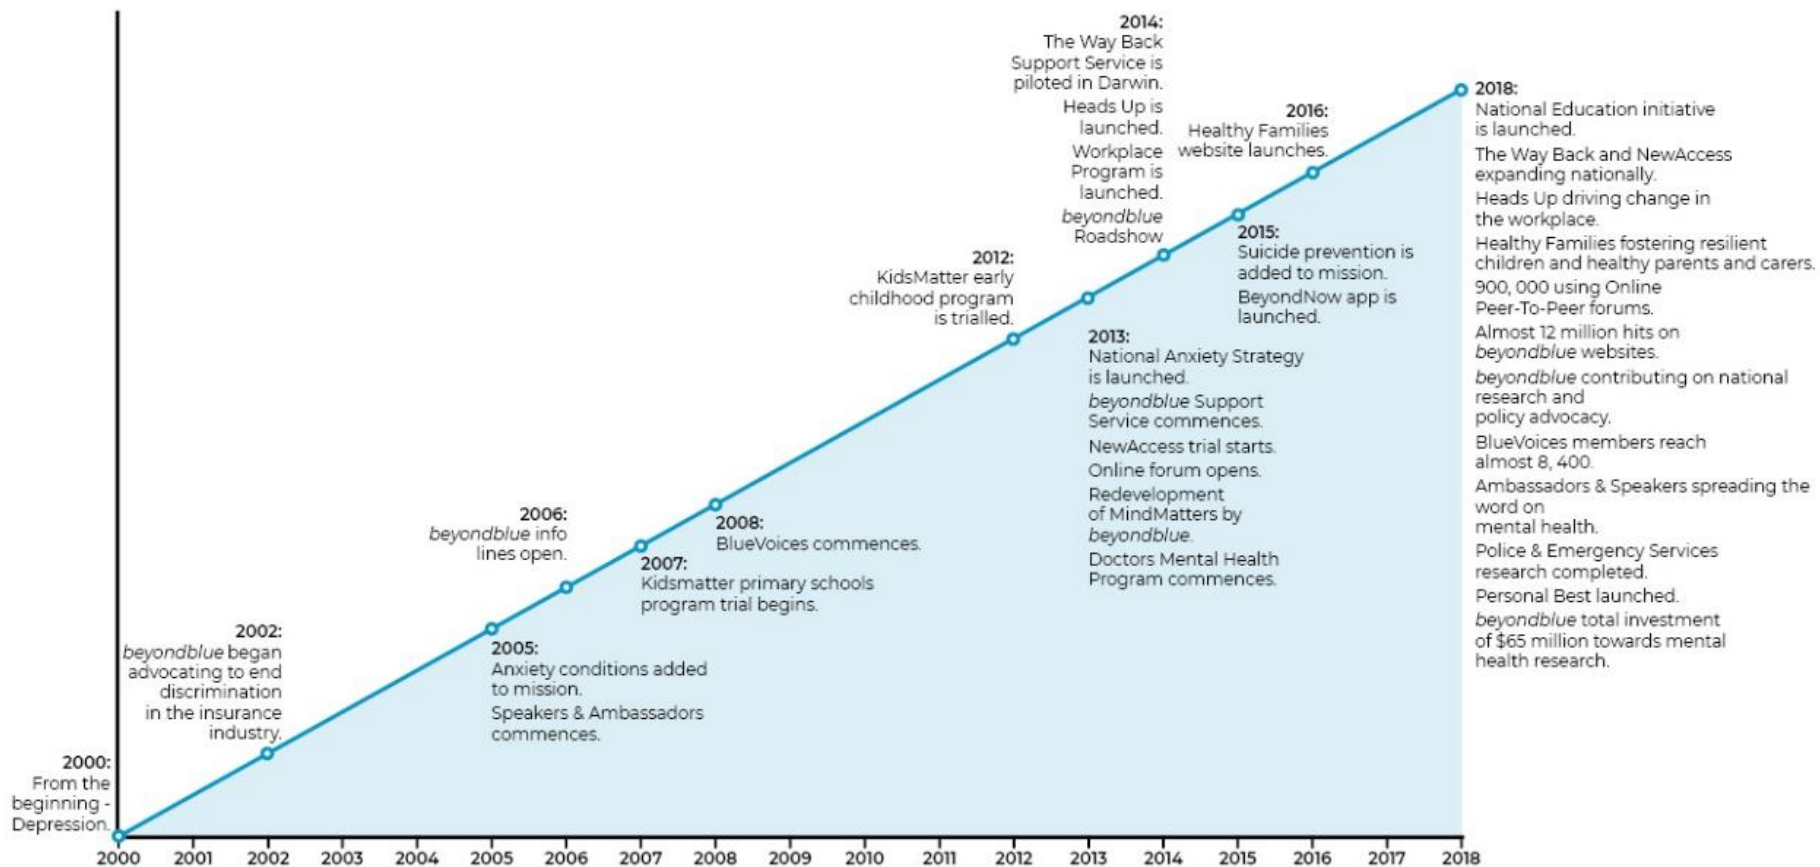 2000:
From the
beginning -
Depression.
2002:
beyondblue began
advocating to end
discrimination
in the insurance
industry.
2005:
Anxiety conditions added
to mission.
Speakers & Ambassadors
commences.
2006:
beyondblue info
lines open.
2007:
Kidsmatter primary schools
program trial begins.
2008:
BlueVoices commences.
2012:
KidsMatter early
childhood program
is trialled.
2013:
National Anxiety Strategy
is launched.
beyondblue Support
Service commences.
NewAccess trial starts.
Online forum opens.
Redevelopment
of MindMatters by
beyondblue.
Doctors Mental Health
Program commences.
2014:
The Way Back
Support Service is
piloted in Darwin.
Heads Up is
launched.
Workplace
Program is
launched.
beyondblue
Roadshow
2015:
Suicide prevention is
added to mission.
BeyondNow app is
launched.
2016:
Healthy Families
website launches.
2018:
National Education initiative
is launched.
The Way Back and NewAccess
expanding nationally.
Heads Up driving change in
the workplace.
Healthy Families fostering resilient
children and healthy parents and carers.
900, 000 using Online
Peer-To-Peer forums.
Almost 12 million hits on
beyondblue websites.
beyondblue contributing on national
research and
policy advocacy.
BlueVoices members reach
almost 8, 400.
Ambassadors & Speakers spreading the
word on
mental health.
Police & Emergency Services
research completed.
Personal Best launched.
beyondblue total investment
of $65 million towards mental
health research.
2000 2001 2002 2003 2004 2005 2006 2007 2008 2009 2010 2011 2012 2013 2014 2015 2016 2017 2018